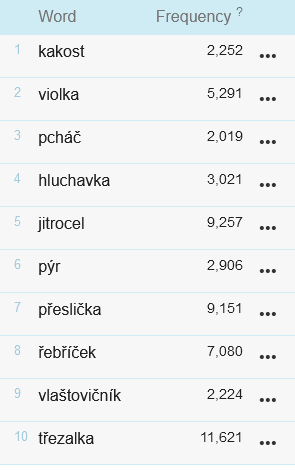 Word Frequency ?
1 kakost 2,252 •••
2 violka 5,291 •••
3 pcháč 2,019 •••
4 hluchavka 3,021 •••
5 jitrocel 9,257 •••
6 pýr 2,906 •••
7 přeslička 9,151 •••
8 řebříček 7,080 •••
9 vlaštovičník 2,224 •••
10 třezalka 11,621 •••